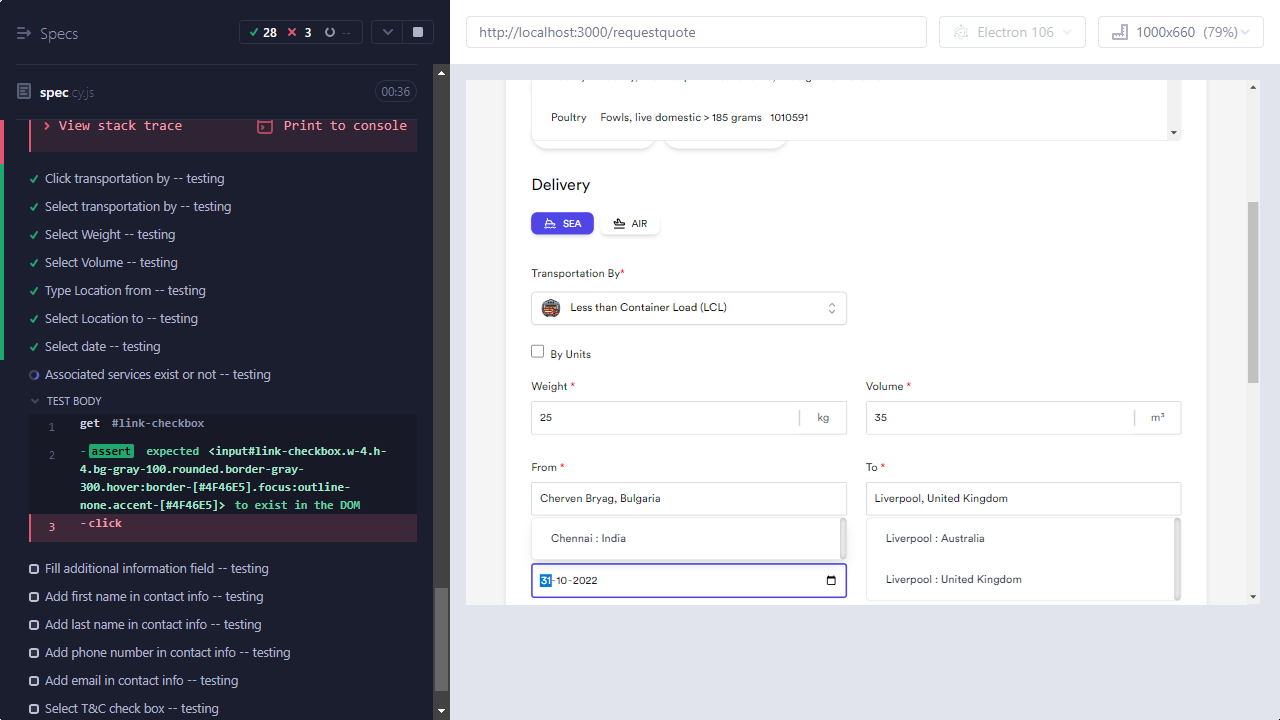 Specs
28 3 --
spec.cy.js 00:36
View stack trace Print to console
Click transportation by -- testing
Select transportation by -- testing
Select Weight -- testing
Select Volume -- testing
Type Location from -- testing
Select Location to -- testing
Select date -- testing
Associated services exist or not -- testing
TEST BODY
1 get #link-checkbox
2 -assert expected <input#link-checkbox.w-4.h-
4.bg-gray-100.rounded.border-gray-
300.hover:border-[#4F46E5].focus:outline-
none.accent-[#4F46E5]> to exist in the DOM
3 -click
Fill additional information field -- testing
Add first name in contact info -- testing
Add last name in contact info -- testing
Add phone number in contact info -- testing
Add email in contact info -- testing
Select T&C check box -- testing
http://localhost:3000/requestquote
Electron 106
1000x660 (79%)
Poultry Fowls, live domestic > 185 grams 1010591
Delivery
SEA AIR
Transportation By*
Less than Container Load (LCL)
By Units
Weight * Volume *
25 kg 35 m³
From * To *
Cherven Bryag, Bulgaria Liverpool, United Kingdom
Chennai : India Liverpool : Australia
31-10-2022 Liverpool : United Kingdom